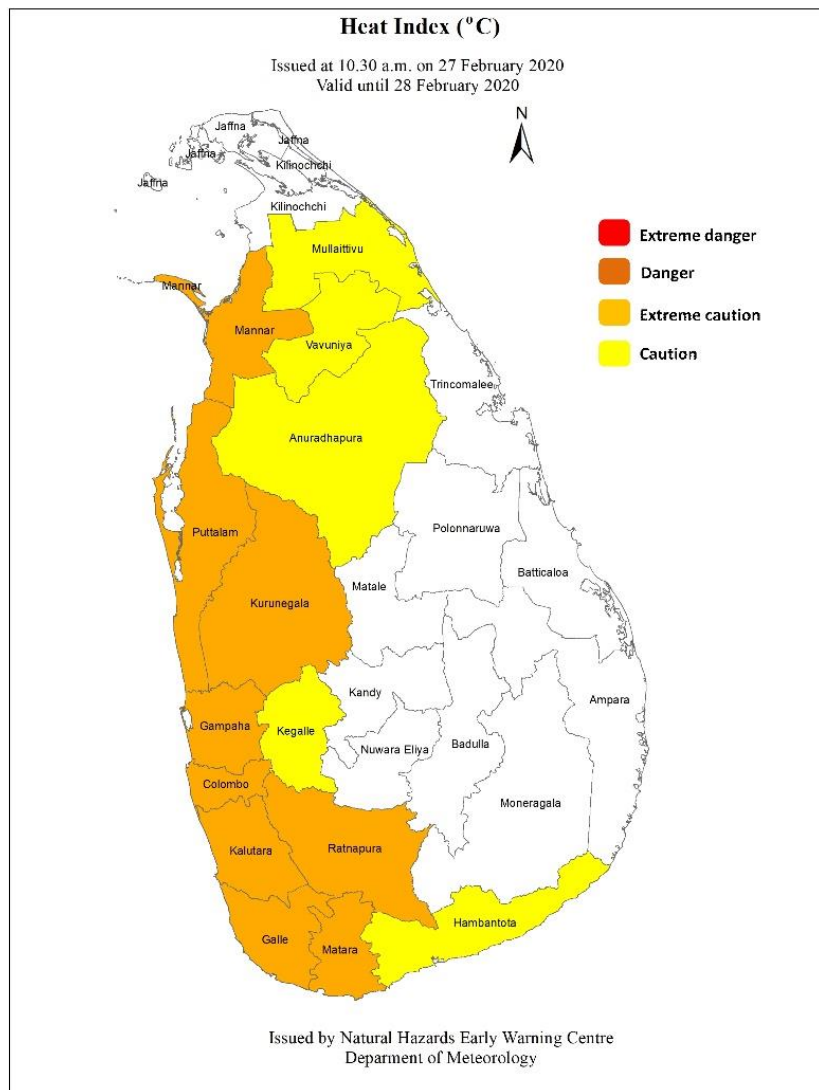 Heat Index (°C)
Issued at 10.30 a.m. on 27 February 2020
Valid until 28 February 2020
N
Jaffna
Jaffna
Jaffna
Kilinochchi
Jaffna
Kilinochchi
Mullaittivu
Extreme danger
Danger
Extreme caution
Caution
Mannar
Mannar
Vavuniya
Trincomalee
Anuradhapura
Puttalam
Polonnaruwa
Batticaloa
Matale
Kurunegala
Kandy
Ampara
Gampaha
Kegalle
Nuwara Eliya
Badulla
Colombo
Moneragala
Kalutara
Ratnapura
Hambantota
Galle
Matara
Issued by Natural Hazards Early Warning Centre
Deparment of Meteorology